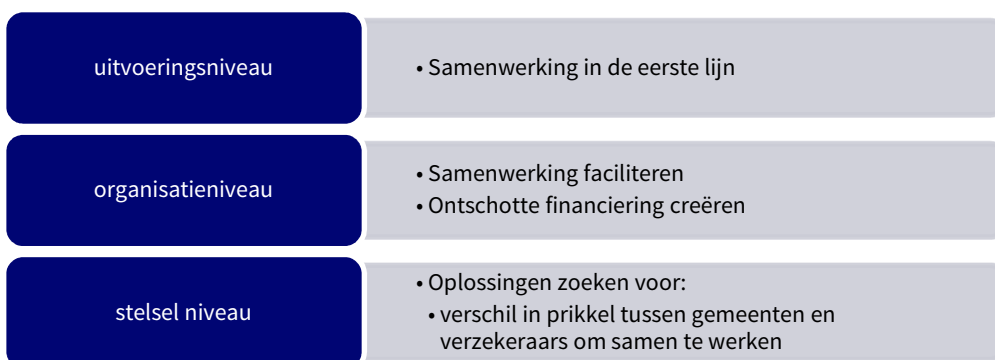 uitvoeringsniveau
• Samenwerking in de eerste lijn
organisatieniveau
• Samenwerking faciliteren
• Ontschotte financiering creëren
stelsel niveau
• Oplossingen zoeken voor:
• verschil in prikkel tussen gemeenten en
verzekeraars om samen te werken